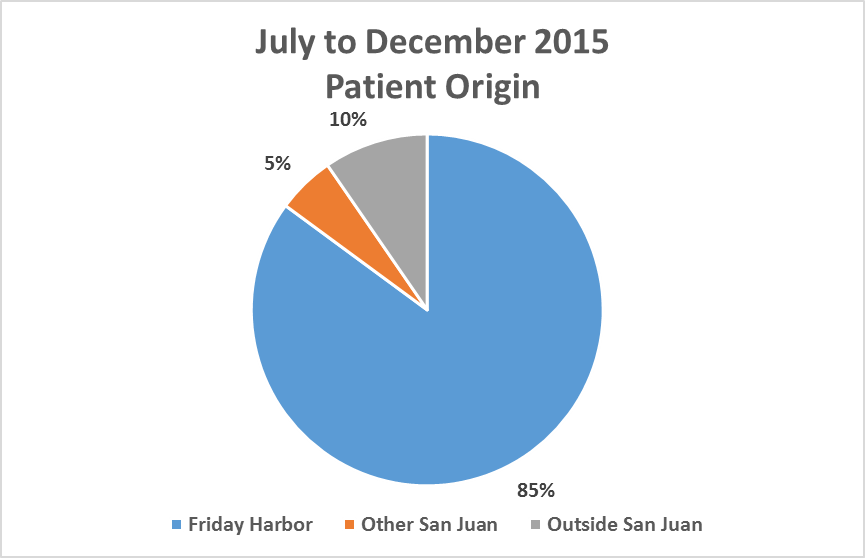 July to December 2015
Patient Origin
10%
5%
85%
Friday Harbor
Other San Juan
Outside San Juan